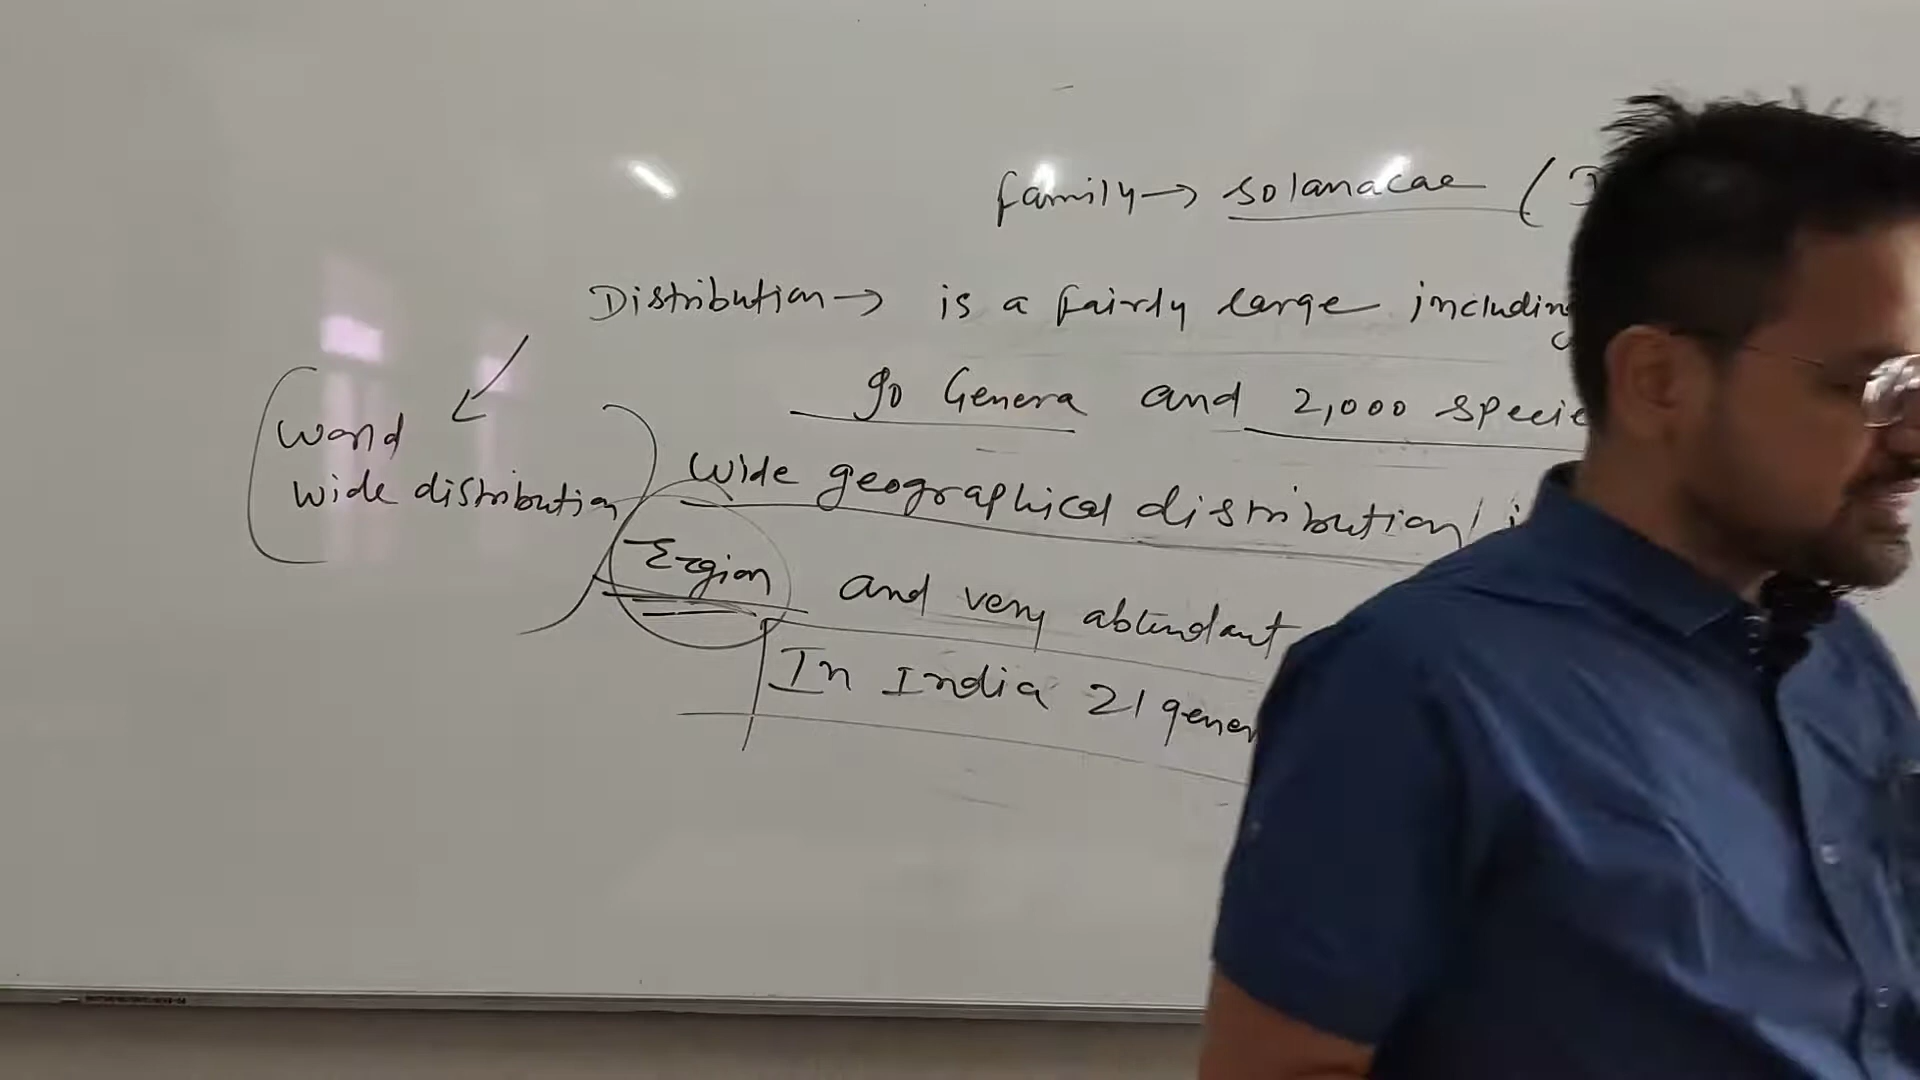 family → solanacae (
Distribution → is a fairly large including
90 Genera and 2,000 specie
World
wide distribution
wide geographical distribution
and very abundant
In India 21 gener